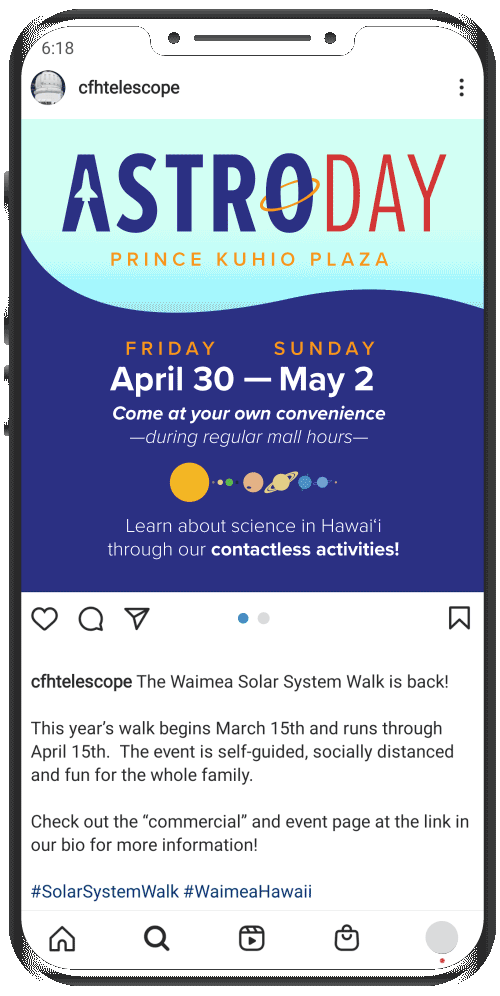 6:18
cfhtelescope
ASTRODAY
PRINCE KUHIO PLAZA
FRIDAY SUNDAY
April 30 — May 2
Come at your own convenience
—during regular mall hours—
Learn about science in Hawaiʻi
through our contactless activities!
cfhtelescope The Waimea Solar System Walk is back!
This year’s walk begins March 15th and runs through
April 15th. The event is self-guided, socially distanced
and fun for the whole family.
Check out the “commercial” and event page at the link in
our bio for more information!
#SolarSystemWalk #WaimeaHawaii